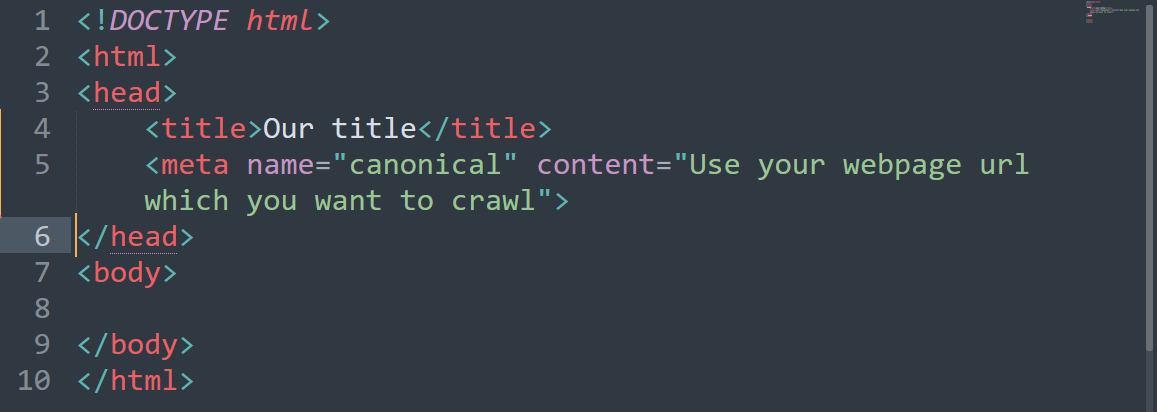 1 <!DOCTYPE html>
2 <html>
3 <head>
4 <title>Our title</title>
5 <meta name="canonical" content="Use your webpage url
which you want to crawl">
6 </head>
7 <body>
8
9 </body>
10 </html>